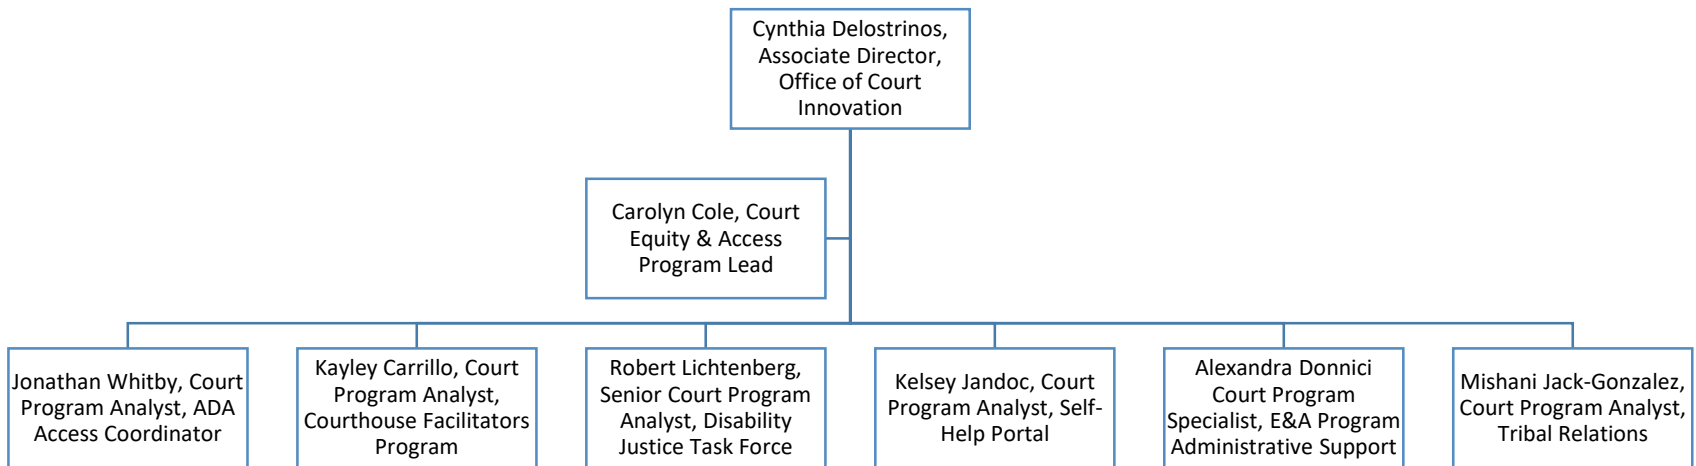 Cynthia Delostrinos,
Associate Director,
Office of Court
Innovation
Carolyn Cole, Court
Equity & Access
Program Lead
Jonathan Whitby, Court
Program Analyst, ADA
Access Coordinator
Kayley Carrillo, Court
Program Analyst,
Courthouse Facilitators
Program
Robert Lichtenberg,
Senior Court Program
Analyst, Disability
Justice Task Force
Kelsey Jandoc, Court
Program Analyst, Self-
Help Portal
Alexandra Donnici
Court Program
Specialist, E&A Program
Administrative Support
Mishani Jack-Gonzalez,
Court Program Analyst,
Tribal Relations